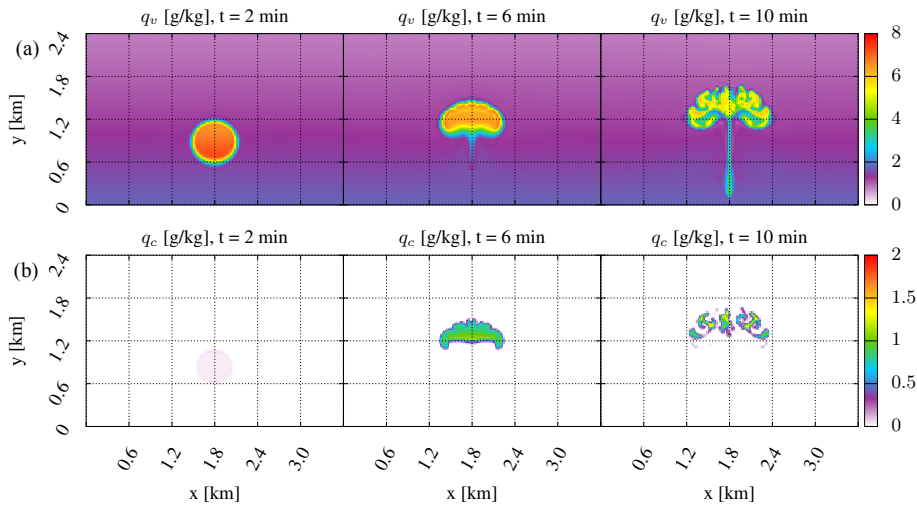 q_v [g/kg], t = 2 min q_v [g/kg], t = 6 min q_v [g/kg], t = 10 min
(a)
2.4
1.8
1.2
0.6
0
y [km]
8
6
4
2
0
q_c [g/kg], t = 2 min q_c [g/kg], t = 6 min q_c [g/kg], t = 10 min
(b)
2.4
1.8
1.2
0.6
0
y [km]
2
1.5
1
0.5
0
0.6 1.2 1.8 2.4 3.0 0.6 1.2 1.8 2.4 3.0 0.6 1.2 1.8 2.4 3.0
x [km] x [km] x [km]